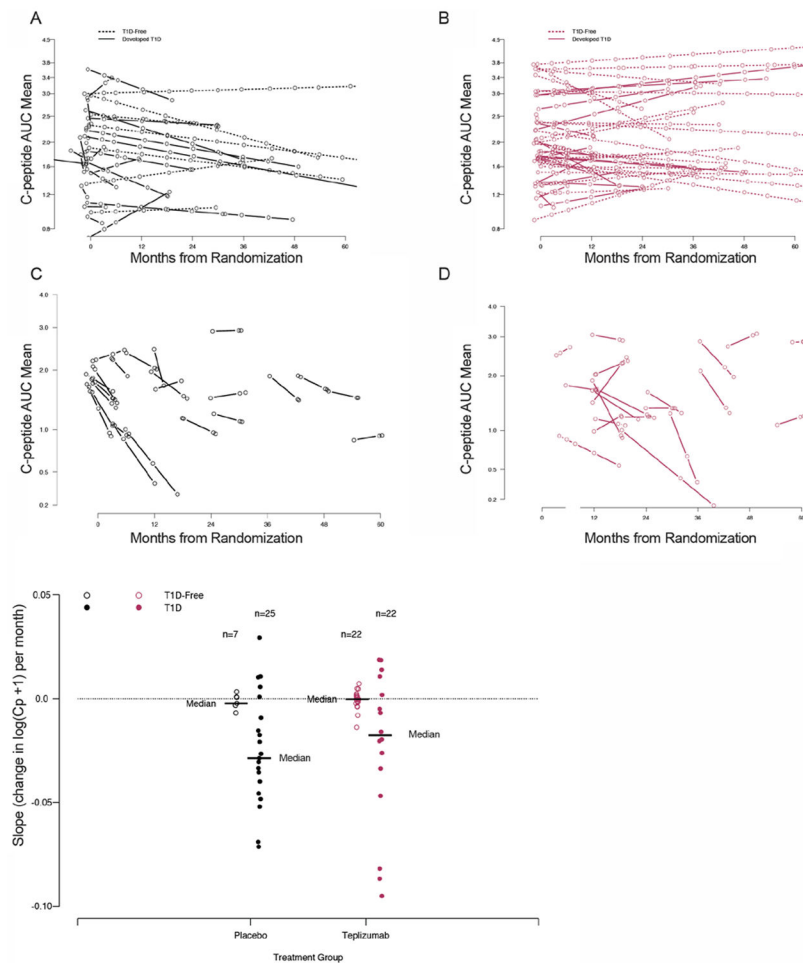 A
T1D-Free
Developed T1D
4.5
3.8
3.4
2.8
2.4
2.0
1.6
1.2
0.8
C-peptide AUC Mean
0 12 24 36 48 60
Months from Randomization
B
T1D-Free
Developed T1D
4.5
3.8
3.4
2.8
2.4
2.0
1.6
1.2
0.8
C-peptide AUC Mean
0 12 24 36 48 60
Months from Randomization
C
4.0
3.0
2.0
1.0
0.5
0.2
C-peptide AUC Mean
0 12 24 36 48 60
Months from Randomization
D
4.0
3.0
2.0
1.0
0.5
0.2
C-peptide AUC Mean
0 12 24 36 48 60
Months from Randomization
T1D-Free
T1D
n=25 n=22
n=7 n=22
0.05
0.0
-0.05
-0.10
Slope (change in log(Cp +1) per month)
Median Median
Median Median
Placebo Teplizumab
Treatment Group